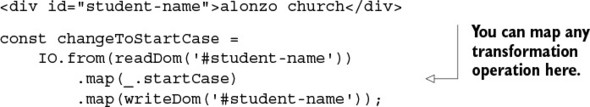 <div id="student-name">alonzo church</div>
const changeToStartCase =
IO.from(readDom('#student-name'))
.map(_.startCase)
.map(writeDom('#student-name'));
You can map any
transformation
operation here.